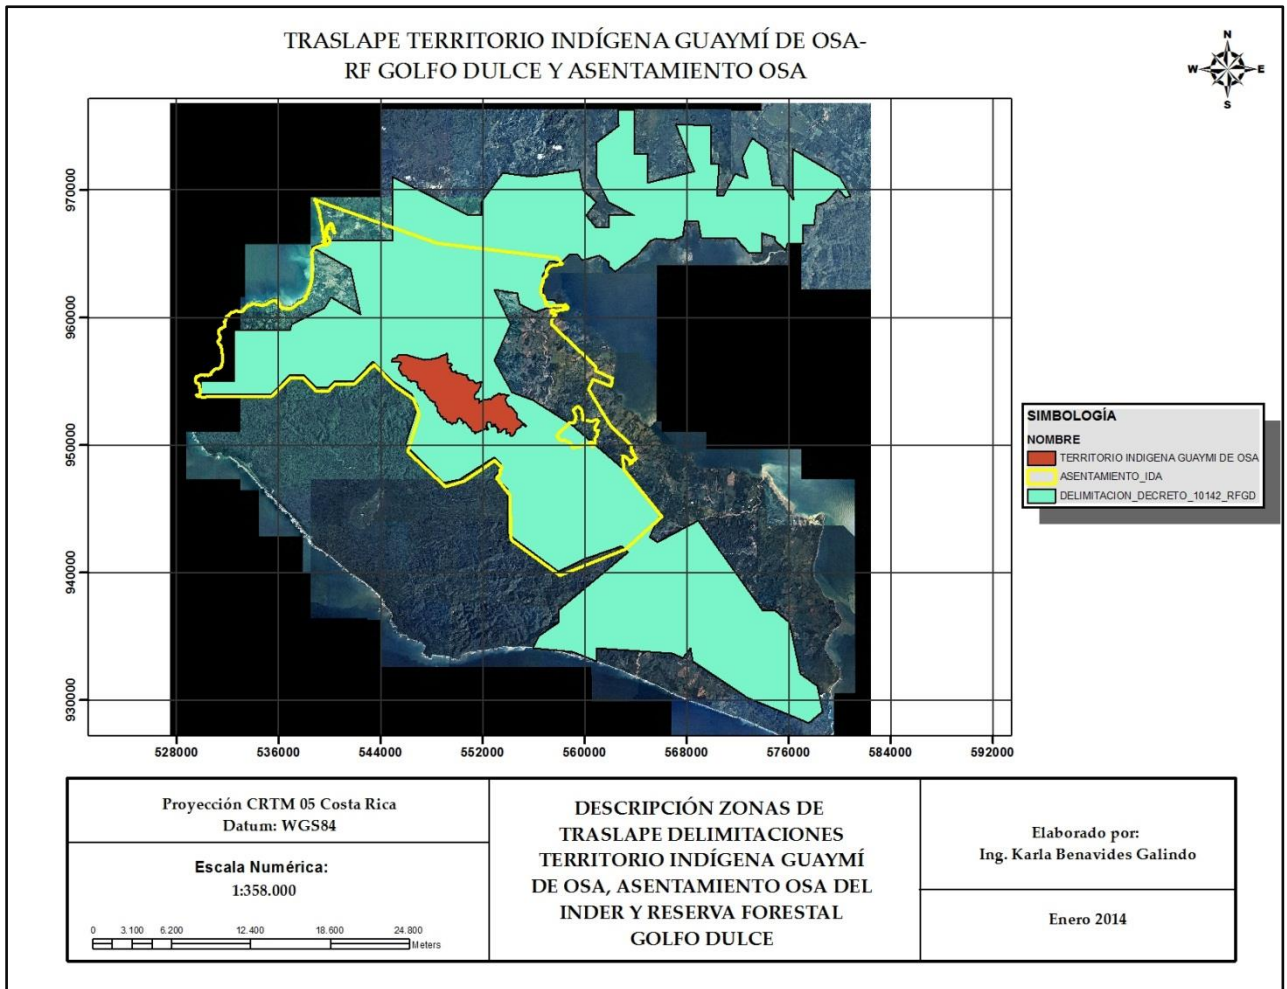 TRASLAPE TERRITORIO INDÍGENA GUAYMÍ DE OSA-
RF GOLFO DULCE Y ASENTAMIENTO OSA
N
W E
S
970000
960000
950000
940000
930000
528000 536000 544000 552000 560000 568000 576000 584000 592000
SIMBOLOGÍA
NOMBRE
TERRITORIO INDIGENA GUAYMI DE OSA
ASENTAMIENTO_IDA
DELIMITACION_DECRETO_10142_RFGD
Proyección CRTM 05 Costa Rica
Datum: WGS84
Escala Numérica:
1:358.000
0 3.100 6.200 12.400 18.600 24.800
Meters
DESCRIPCIÓN ZONAS DE
TRASLAPE DELIMITACIONES
TERRITORIO INDÍGENA GUAYMÍ
DE OSA, ASENTAMIENTO OSA DEL
INDER Y RESERVA FORESTAL
GOLFO DULCE
Elaborado por:
Ing. Karla Benavides Galindo
Enero 2014